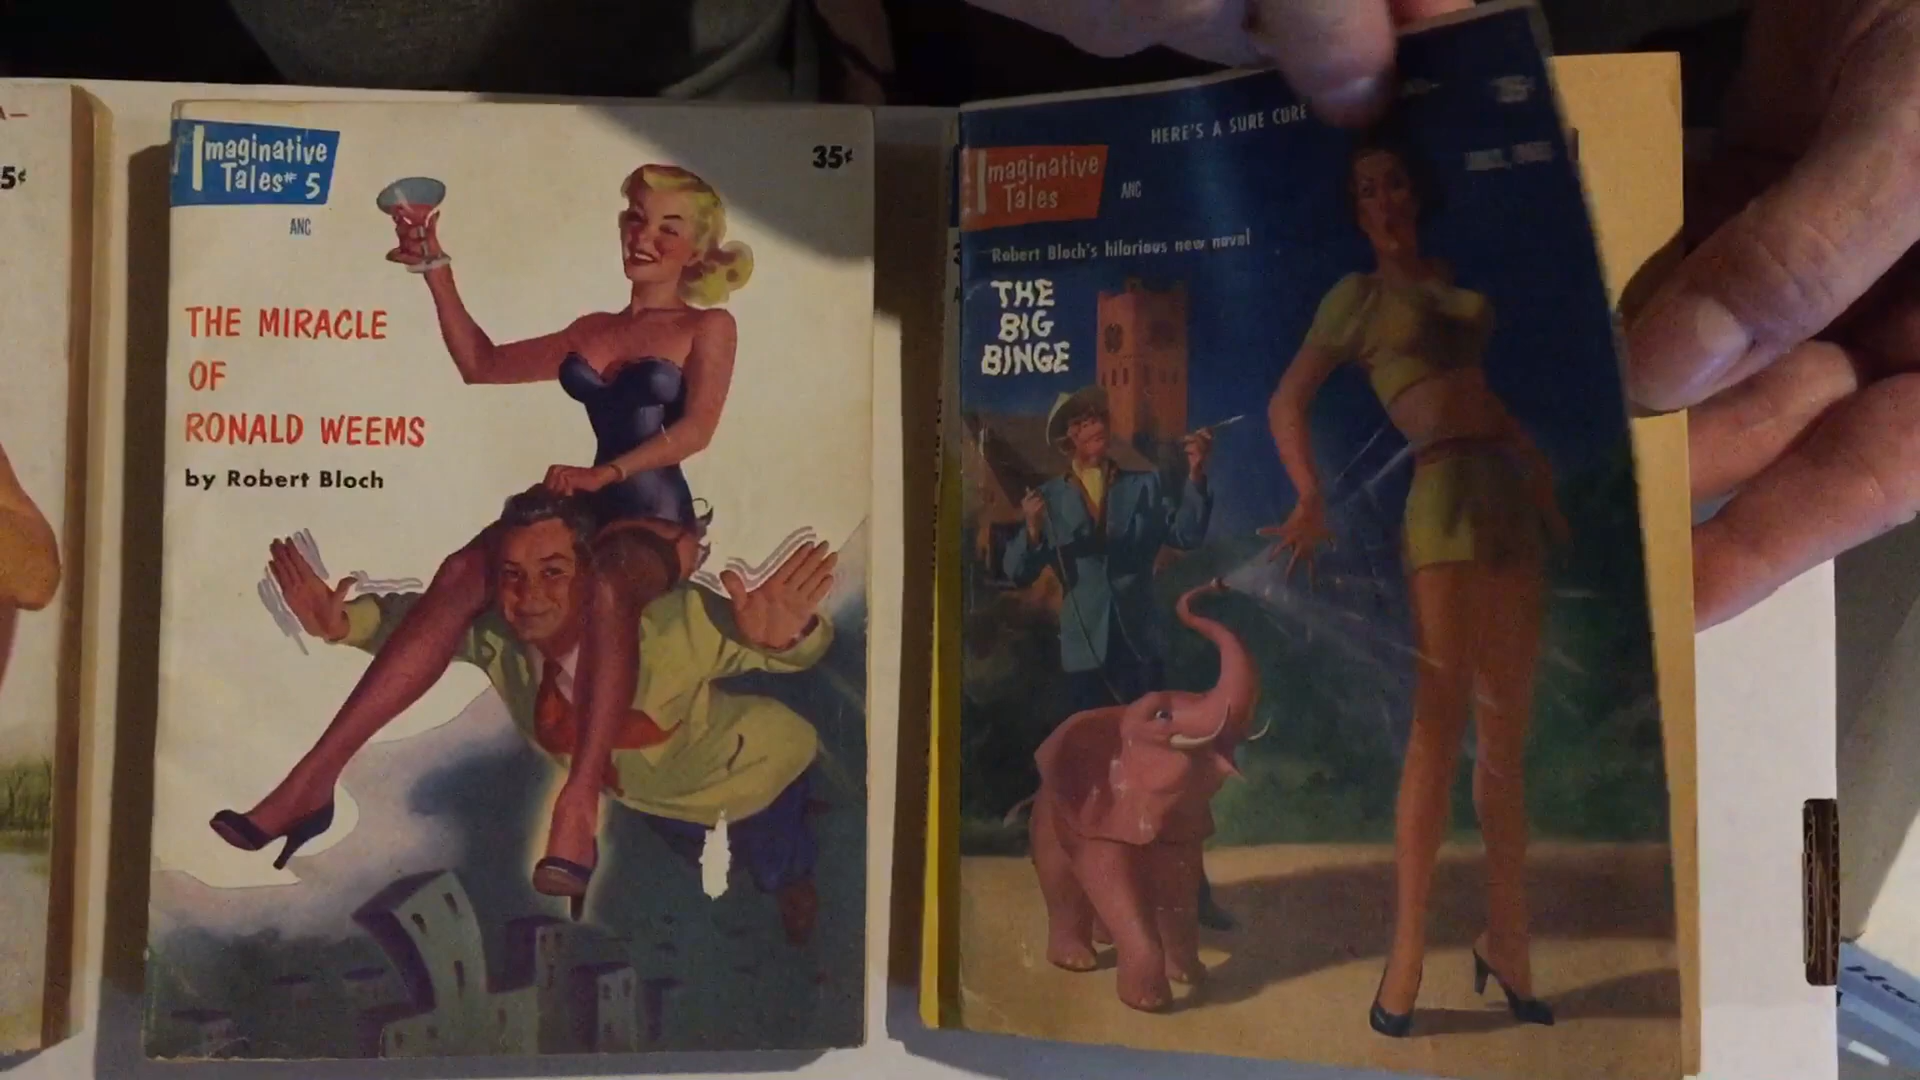 5¢
Imaginative
Tales # 5
ANC
35¢
THE MIRACLE
OF
RONALD WEEMS
by Robert Bloch
HERE'S A SURE CURE
Imaginative
Tales
ANC
Robert Bloch's hilarious new novel
THE
BIG
BINGE